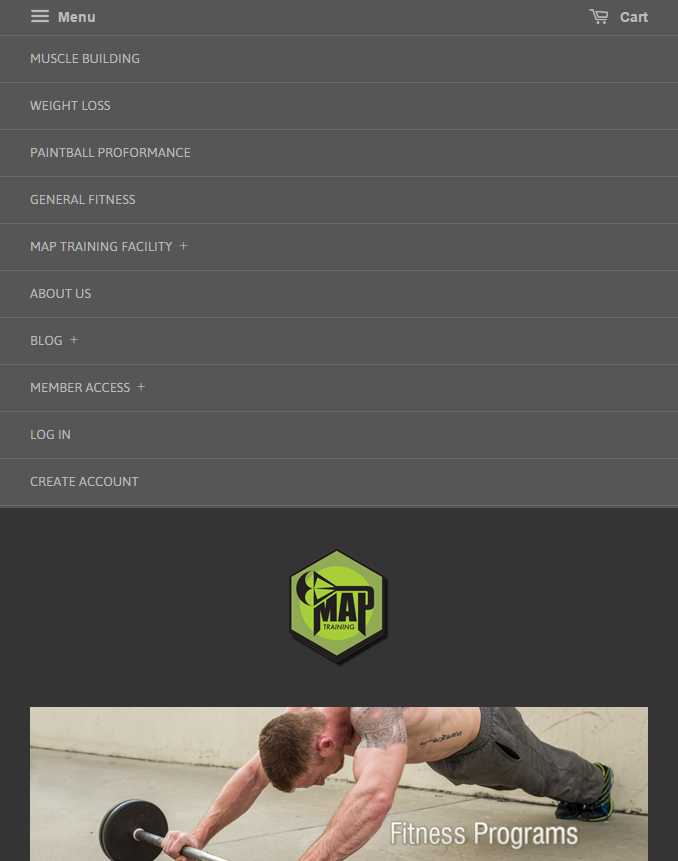 Menu
Cart
MUSCLE BUILDING
WEIGHT LOSS
PAINTBALL PROFORMANCE
GENERAL FITNESS
MAP TRAINING FACILITY +
ABOUT US
BLOG +
MEMBER ACCESS +
LOG IN
CREATE ACCOUNT
MAP
TRAINING
Fitness Programs